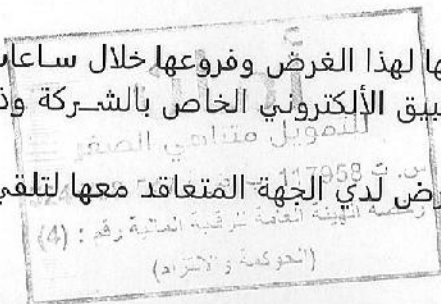 ها لهذا الغرض وفروعها خلال ساعات
بيق الألكتروني الخاص بالشركة وذ
للتمويل متناهي الصغر
س. ت 117958
رض لدي الجهة المتعاقد معها لتلقي
رخصة الهيئة العامة للرقابة المالية رقم : (4)
(الحوكمة و الالتزام)